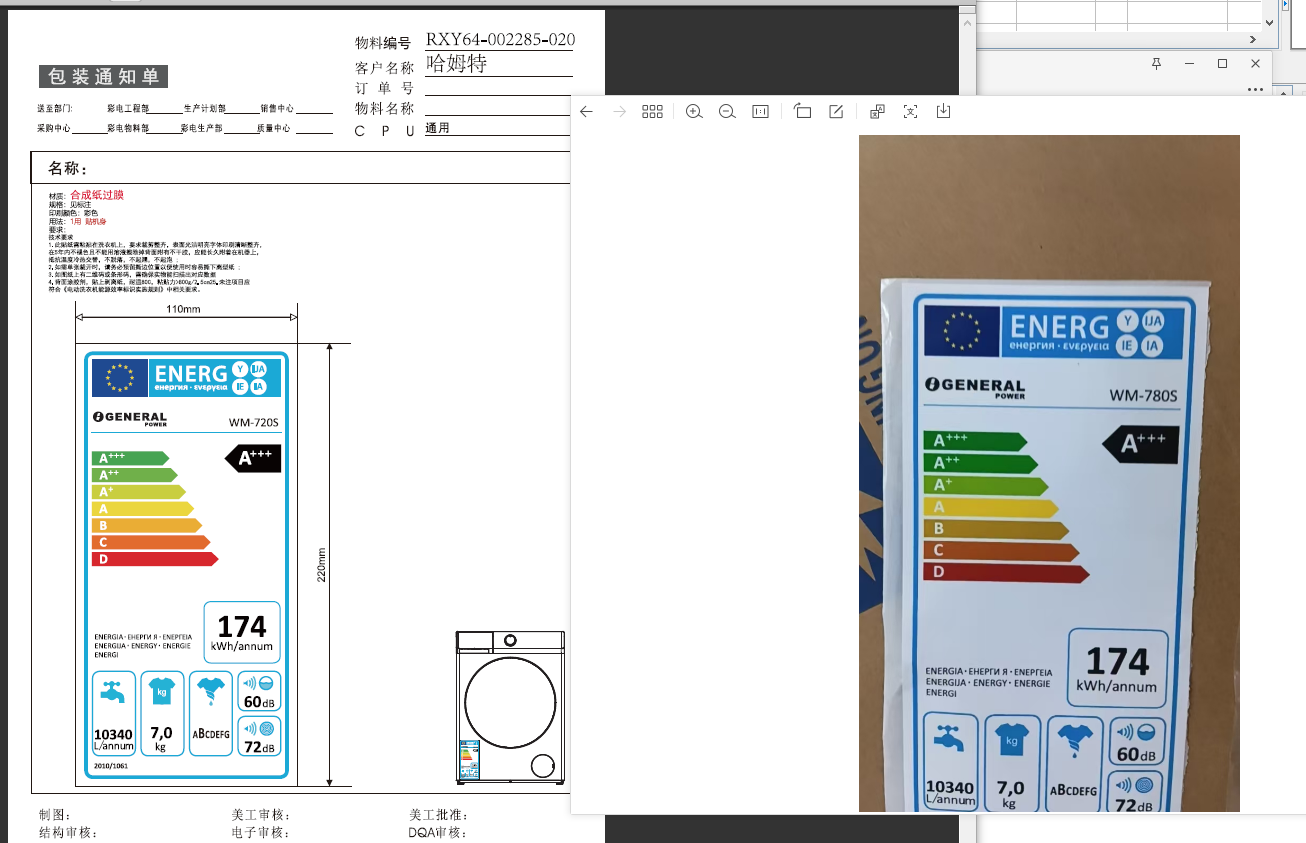 物料编号 RXY64-002285-020
包装通知单
客户名称 哈姆特
订单号
物料名称
CPU 通用
送至部门: 彩电工程部 生产计划部 销售中心
采购中心 彩电物料部 彩电生产部 质量中心
名称:
材质: 合成纸过膜
规格: 见标注
印刷颜色: 彩色
用法: 1用 贴机身
要求:
技术要求
110mm
220mm
ENERG Y UA
енергия · ενεργεια IE IA
GENERAL
POWER
WM-720S
A+++
A+++
A++
A+
A
B
C
D
174
kWh/annum
ENERGIA · ЕНЕРГИ Я · ΕΝΕΡΓΕΙΑ
ENERGIJA · ENERGY · ENERGIE
ENERGI
10340
L/annum
kg
7,0
kg
ABCDEFG
60dB
72dB
2010/1061
制图:
美工审核:
美工批准:
结构审核:
电子审核:
DQA审核:
1:1
ENERG Y IJA
енергия · ενεργεια IE IA
GENERAL
POWER
WM-780S
A+++
A+++
A++
A+
A
B
C
D
174
kWh/annum
ENERGIA · ЕНЕРГИЯ · ΕΝΕΡΓΕΙΑ
ENERGIJA · ENERGY · ENERGIE
ENERGI
10340
L/annum
kg
7,0
kg
ABCDEFG
60dB
72dB